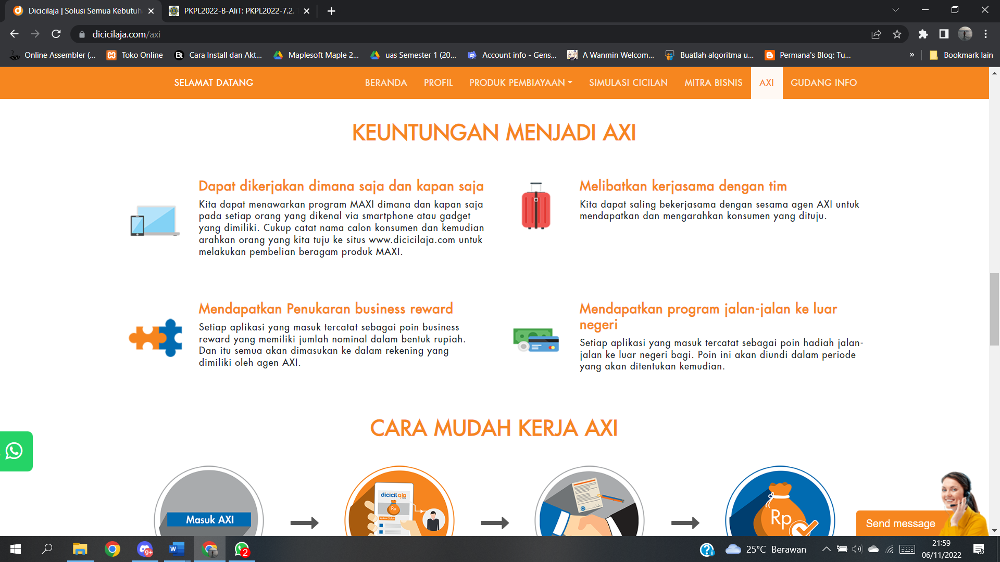 Dicicilaja | Solusi Semua Kebutuh
PKPL2022-B-AliT: PKPL2022-7.2.
dicicilaja.com/axi
Online Assembler (...
Toko Online
Cara Install dan Akt...
Maplesoft Maple 2...
uas Semester 1 (20...
Account info - Gens...
A Wanmin Welcom...
Buatlah algoritma u...
Permana's Blog: Tu...
»
Bookmark lain
SELAMAT DATANG
BERANDA
PROFIL
PRODUK PEMBIAYAAN
SIMULASI CICILAN
MITRA BISNIS
AXI
GUDANG INFO
KEUNTUNGAN MENJADI AXI
Dapat dikerjakan dimana saja dan kapan saja
Kita dapat menawarkan program MAXI dimana dan kapan saja
pada setiap orang yang dikenal via smartphone atau gadget
yang dimiliki. Cukup catat nama calon konsumen dan kemudian
arahkan orang yang kita tuju ke situs www.dicicilaja.com untuk
melakukan pembelian beragam produk MAXI.
Melibatkan kerjasama dengan tim
Kita dapat saling bekerjasama dengan sesama agen AXI untuk
mendapatkan dan mengarahkan konsumen yang dituju.
Mendapatkan Penukaran business reward
Setiap aplikasi yang masuk tercatat sebagai poin business
reward yang memiliki jumlah nominal dalam bentuk rupiah.
Dan itu semua akan dimasukan ke dalam rekening yang
dimiliki oleh agen AXI.
Mendapatkan program jalan-jalan ke luar
negeri
Setiap aplikasi yang masuk tercatat sebagai poin hadiah jalan-
jalan ke luar negeri bagi. Poin ini akan diundi dalam periode
yang akan ditentukan kemudian.
CARA MUDAH KERJA AXI
Masuk AXI
dicicilaja
Rp
Rp
Send message
9+
2
25°C Berawan
21:59
06/11/2022